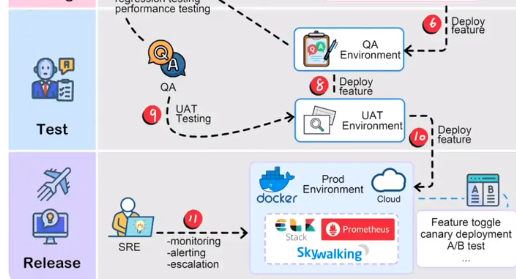 regression testing
performance testing
6
Deploy
feature
QA
Environment
Q
A
QA
8
Deploy
feature
9
UAT
Testing
UAT
Environment
10
Deploy
feature
Test
docker
Prod
Environment
Cloud
A B
11
SRE
-monitoring
-alerting
-escalation
ELK
Stack
Prometheus
Skywalking
Feature toggle
canary deployment
A/B test
...
Release